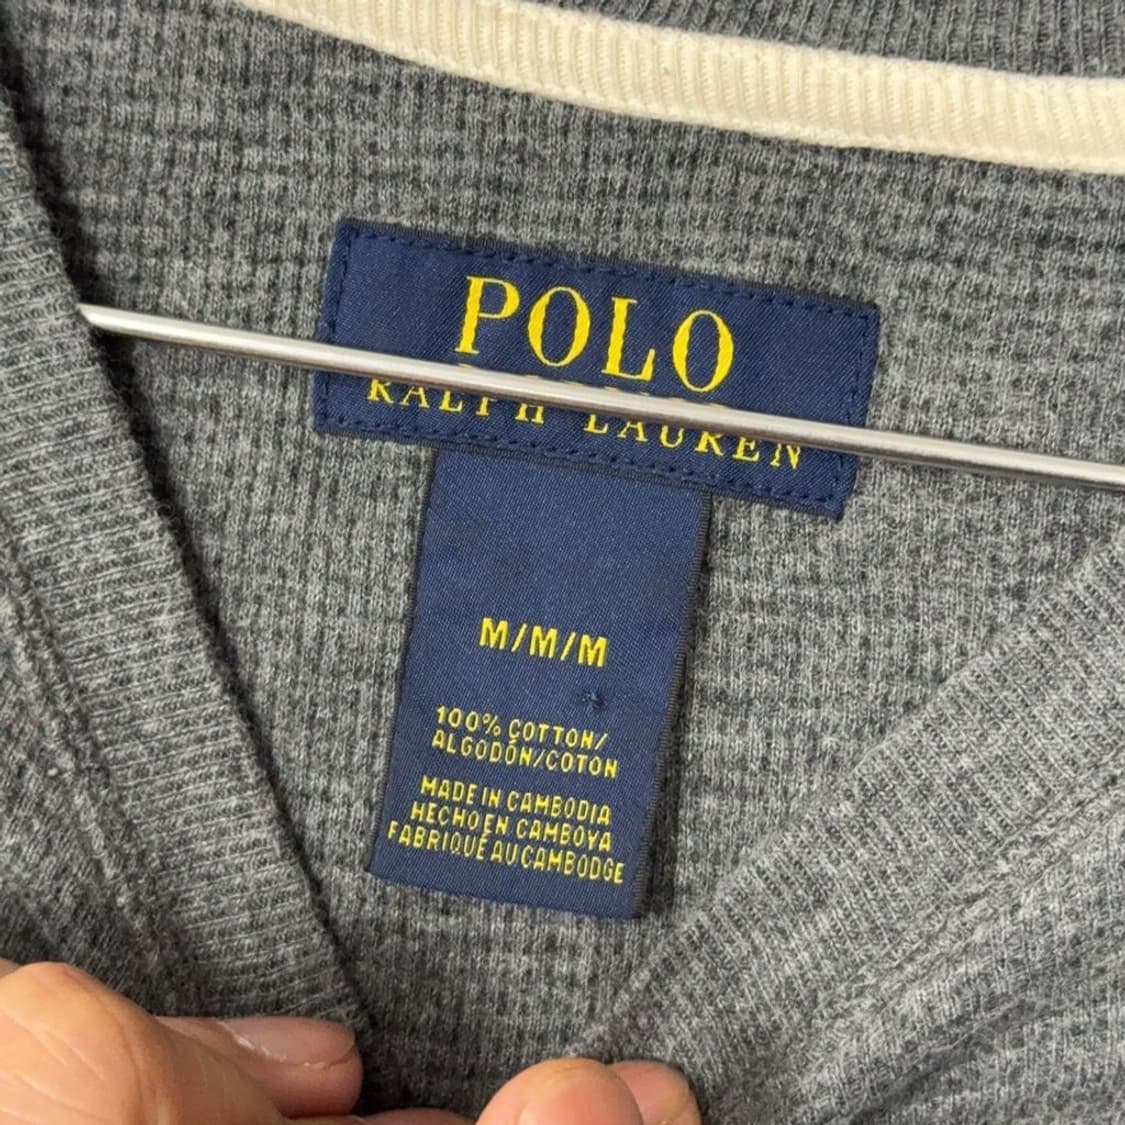 POLO
RALPH LAUREN
M/M/M
100% COTTON/
ALGODÓN/COTON
MADE IN CAMBODIA
HECHO EN CAMBOYA
FABRIQUÉ AU CAMBODGE